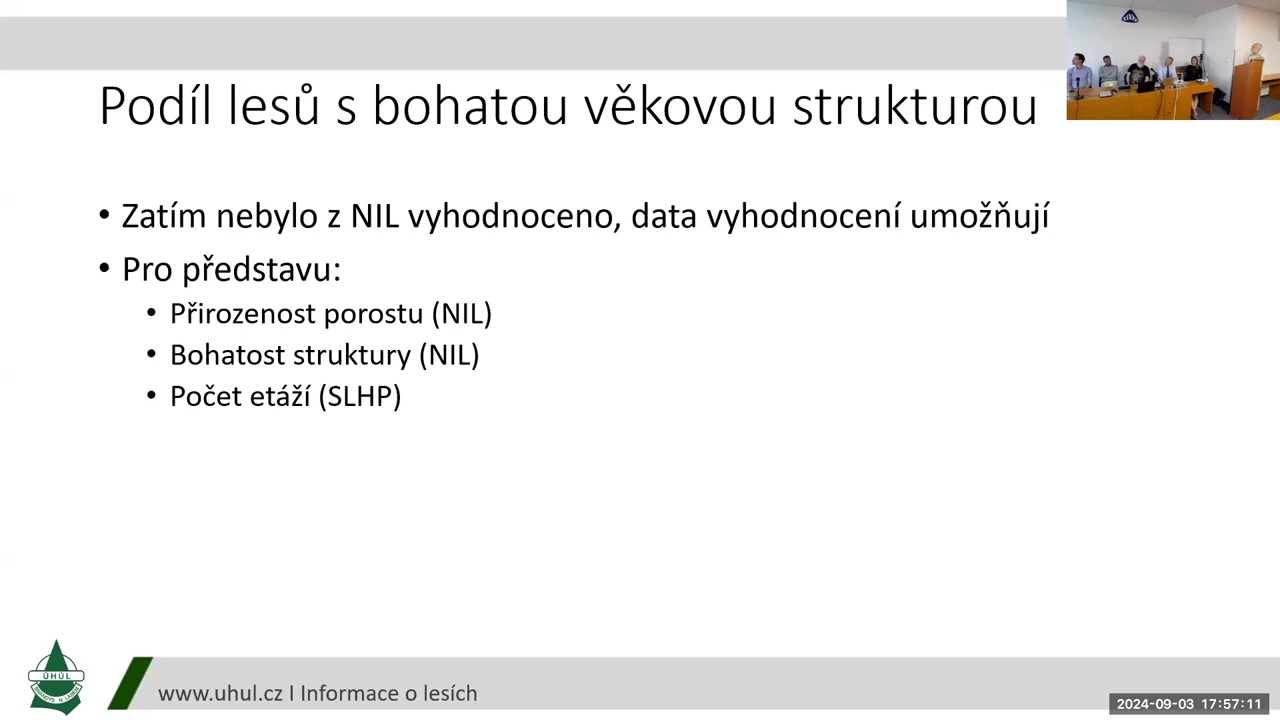 Podíl lesů s bohatou věkovou strukturou
• Zatím nebylo z NIL vyhodnoceno, data vyhodnocení umožňují
• Pro představu:
• Přirozenost porostu (NIL)
• Bohatost struktury (NIL)
• Počet etáží (SLHP)
ÚHÚL
www.uhul.cz I Informace o lesích
2024-09-03 17:57:11